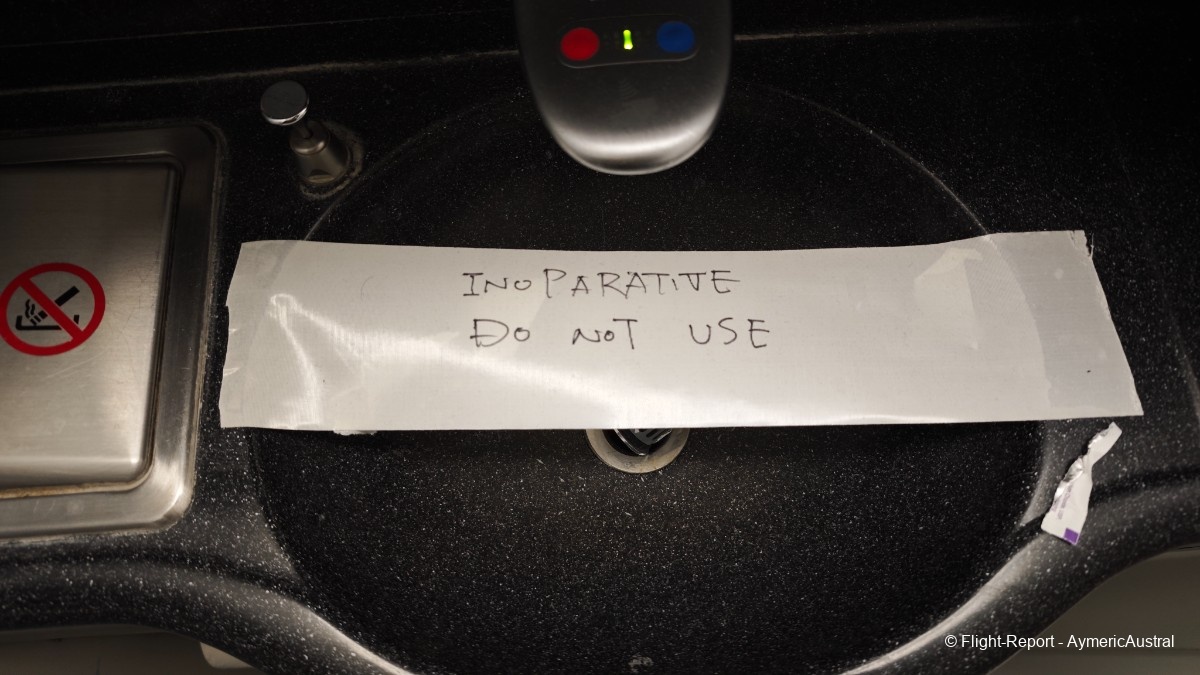 INOPARATIVE
DO NOT USE
© Flight-Report - AymericAustral